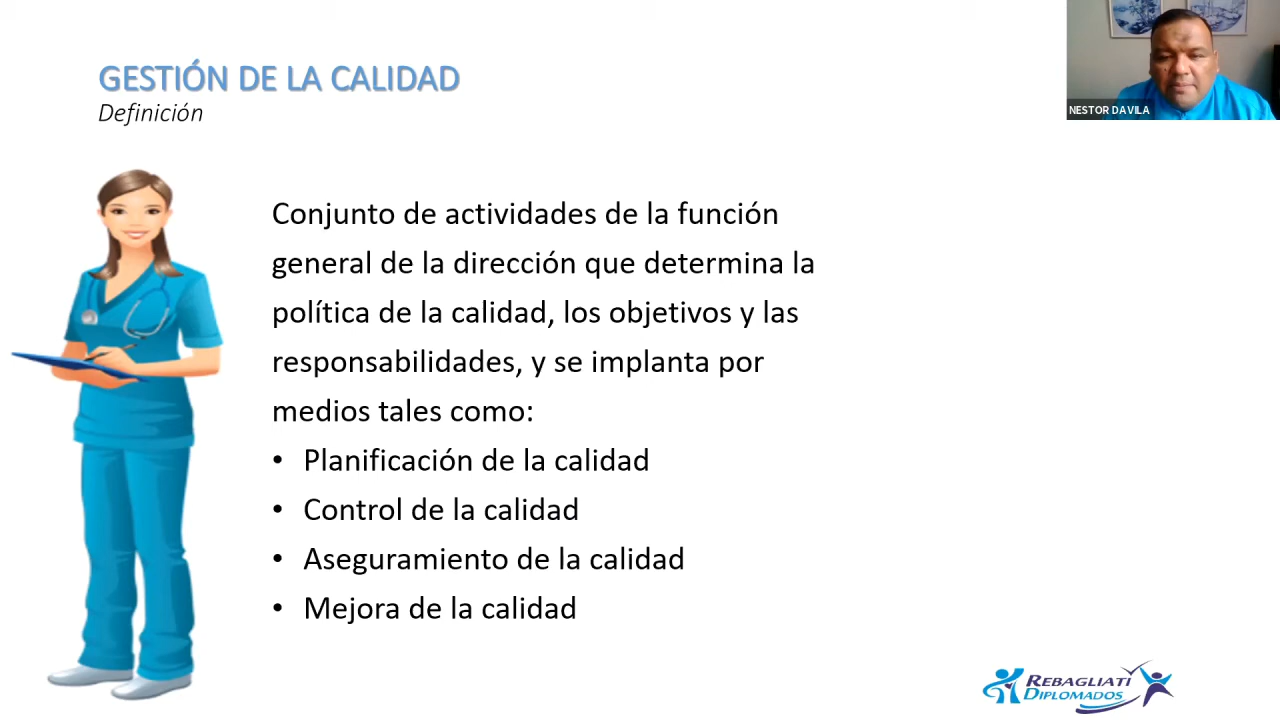 GESTIÓN DE LA CALIDAD
Definición
NESTOR DAVILA
Conjunto de actividades de la función
general de la dirección que determina la
política de la calidad, los objetivos y las
responsabilidades, y se implanta por
medios tales como:
• Planificación de la calidad
• Control de la calidad
• Aseguramiento de la calidad
• Mejora de la calidad
REBAGLIATI
DIPLOMADOS